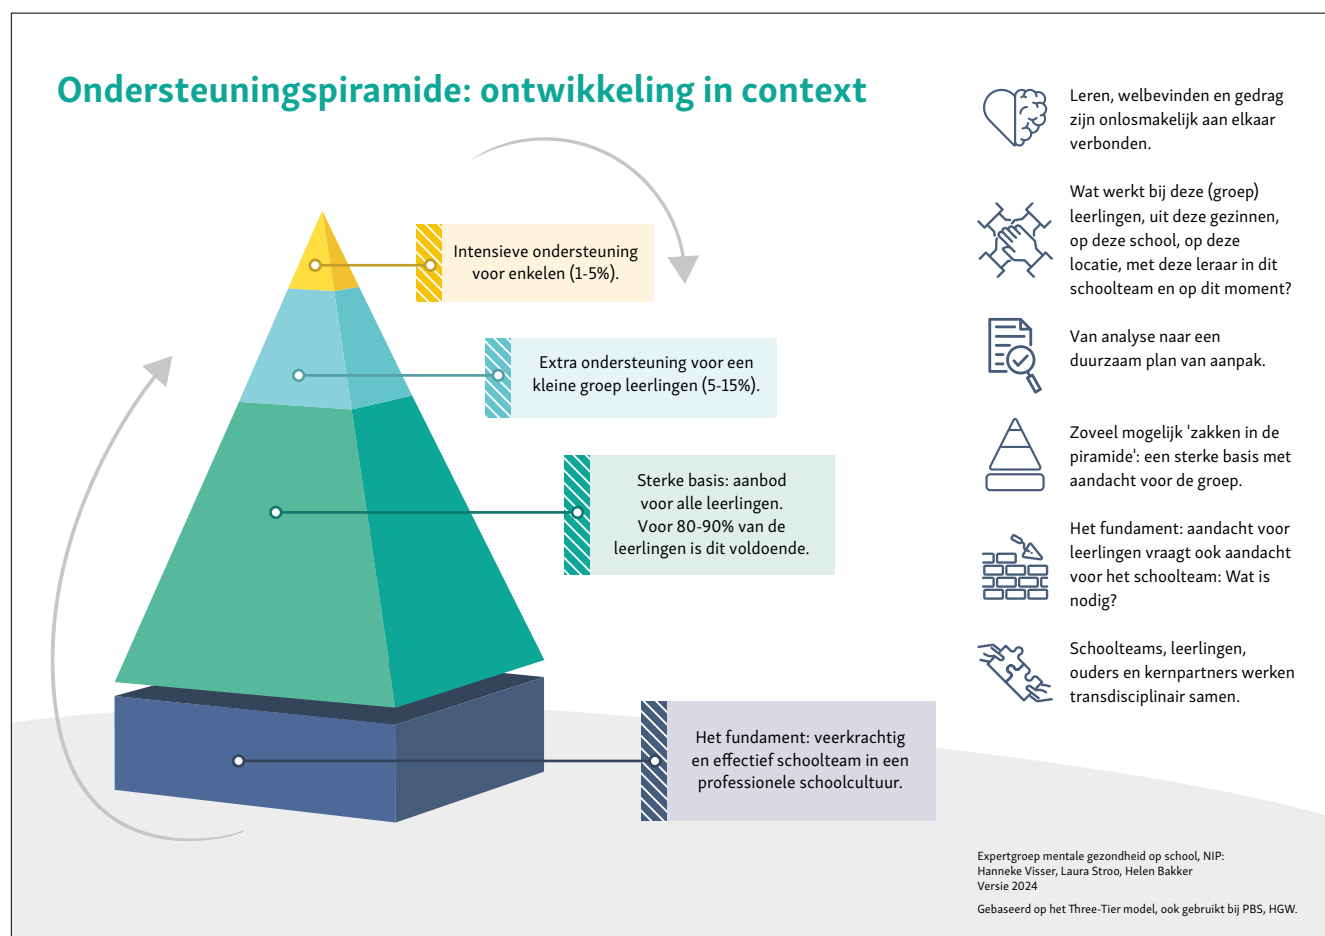 Ondersteuningspiramide: ontwikkeling in context
Intensieve ondersteuning
voor enkelen (1-5%).
Extra ondersteuning voor een
kleine groep leerlingen (5-15%).
Sterke basis: aanbod
voor alle leerlingen.
Voor 80-90% van de
leerlingen is dit voldoende.
Het fundament: veerkrachtig
en effectief schoolteam in een
professionele schoolcultuur.
Leren, welbevinden en gedrag
zijn onlosmakelijk aan elkaar
verbonden.
Wat werkt bij deze (groep)
leerlingen, uit deze gezinnen,
op deze school, op deze
locatie, met deze leraar in dit
schoolteam en op dit moment?
Van analyse naar een
duurzaam plan van aanpak.
Zoveel mogelijk 'zakken in de
piramide': een sterke basis met
aandacht voor de groep.
Het fundament: aandacht voor
leerlingen vraagt ook aandacht
voor het schoolteam: Wat is
nodig?
Schoolteams, leerlingen,
ouders en kernpartners werken
transdisciplinair samen.
Expertgroep mentale gezondheid op school, NIP:
Hanneke Visser, Laura Stroo, Helen Bakker
Versie 2024
Gebaseerd op het Three-Tier model, ook gebruikt bij PBS, HGW.